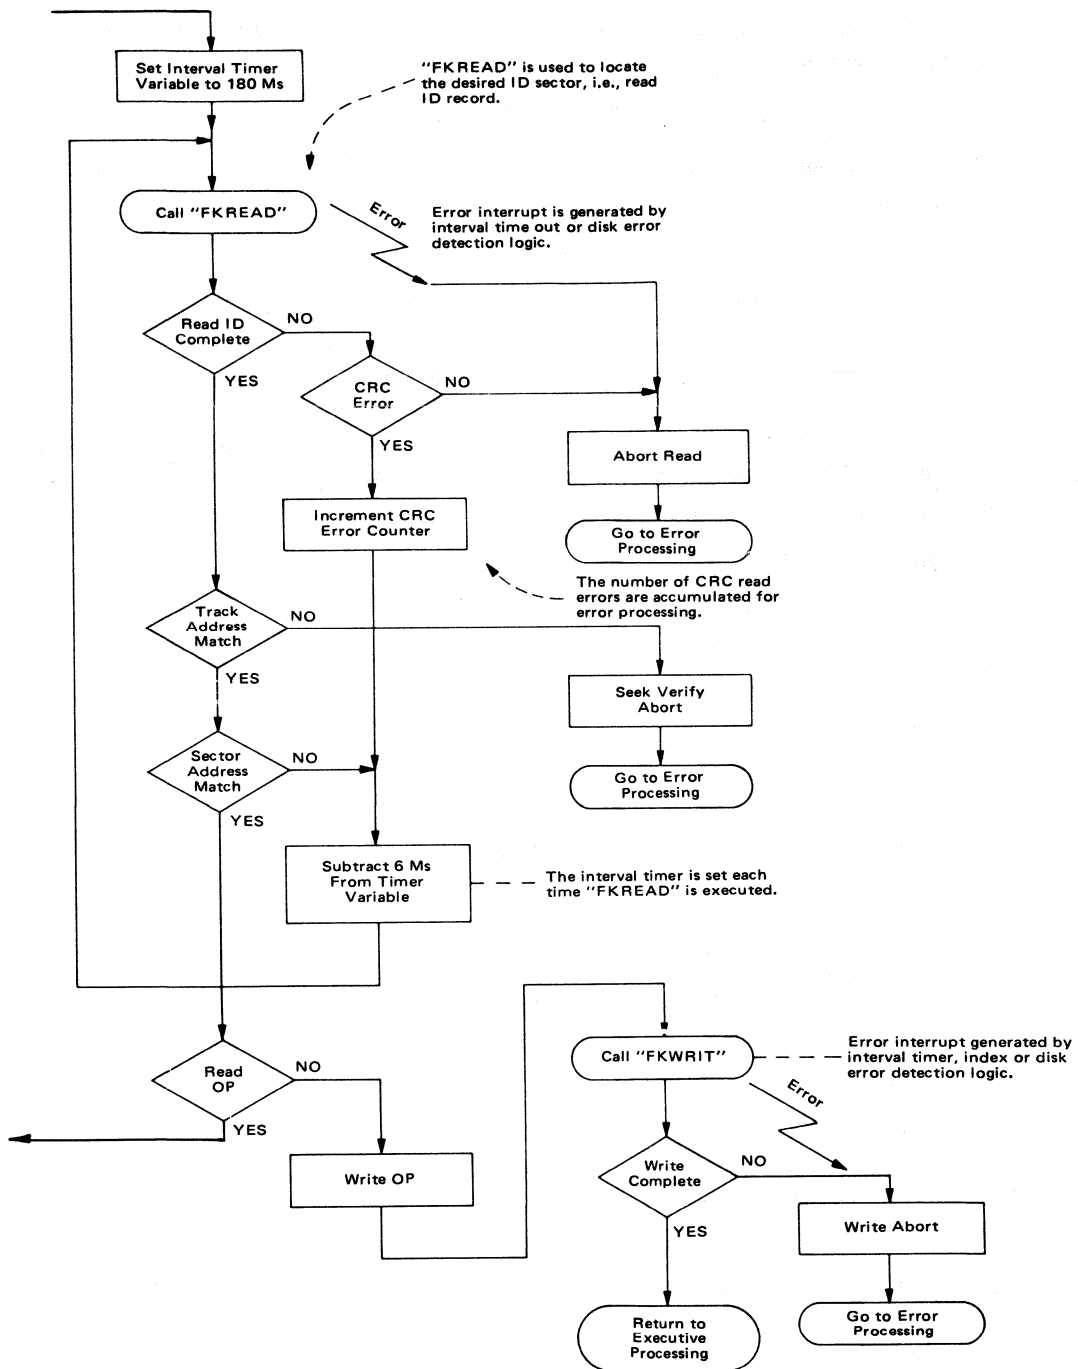 Set Interval Timer
Variable to 180 Ms
"FKREAD" is used to locate
the desired ID sector, i.e., read
ID record.
Call "FKREAD"
Error
Error interrupt is generated by
interval time out or disk error
detection logic.
Read ID
Complete
NO
YES
CRC
Error
NO
YES
Abort Read
Increment CRC
Error Counter
Go to Error
Processing
The number of CRC read
errors are accumulated for
error processing.
Track
Address
Match
NO
YES
Seek Verify
Abort
Sector
Address
Match
NO
YES
Go to Error
Processing
Subtract 6 Ms
From Timer
Variable
The interval timer is set each
time "FKREAD" is executed.
Read
OP
NO
YES
Write OP
Call "FKWRIT"
Error interrupt generated by
interval timer, index or disk
error detection logic.
Error
Write
Complete
NO
YES
Write Abort
Return to
Executive
Processing
Go to Error
Processing